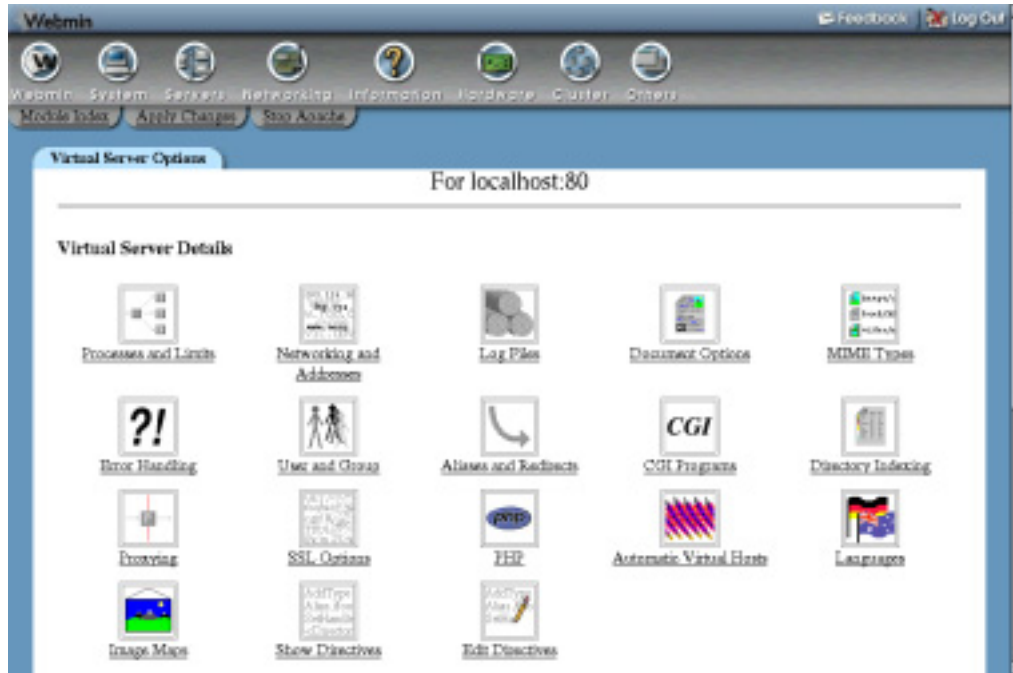 Webmin
Feedback Log Out
Webmin System Servers Networking Information Hardware Cluster Others
Module Index Apply Changes Stop Apache
Virtual Server Options
For localhost:80
Virtual Server Details
Processes and Limits
Networking and
Addresses
Log Files
Document Options
MIME Types
?!
CGI
Error Handling
User and Group
Aliases and Redirects
CGI Programs
Directory Indexing
php
Proxying
SSL Options
PHP
Automatic Virtual Hosts
Languages
AddType
AddType
Image Maps
Show Directives
Edit Directives